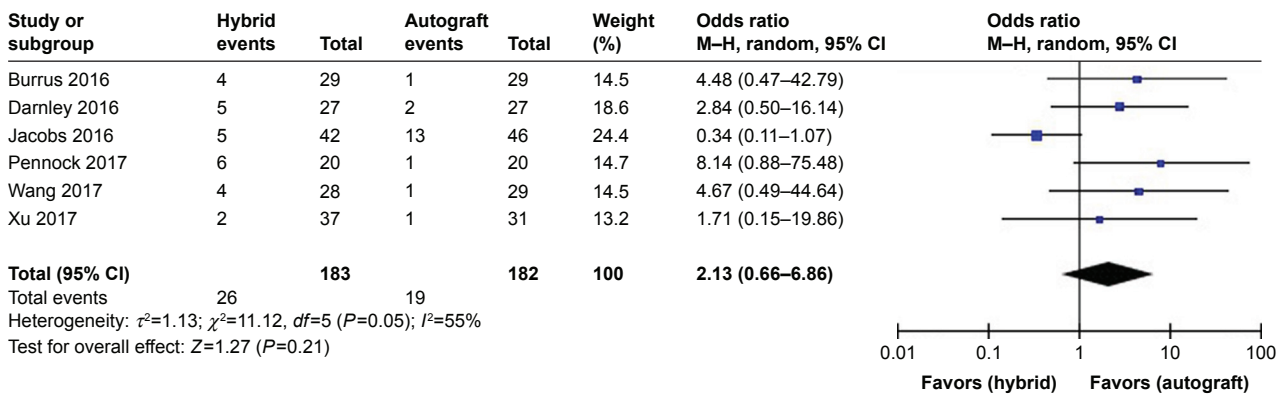 Study or subgroup Hybrid events Total Autograft events Total Weight (%) Odds ratio M–H, random, 95% CI Odds ratio M–H, random, 95% CI
Burrus 2016 4 29 1 29 14.5 4.48 (0.47–42.79)
Darnley 2016 5 27 2 27 18.6 2.84 (0.50–16.14)
Jacobs 2016 5 42 13 46 24.4 0.34 (0.11–1.07)
Pennock 2017 6 20 1 20 14.7 8.14 (0.88–75.48)
Wang 2017 4 28 1 29 14.5 4.67 (0.49–44.64)
Xu 2017 2 37 1 31 13.2 1.71 (0.15–19.86)
Total (95% CI) 183 182 100 2.13 (0.66–6.86)
Total events 26 19
Heterogeneity: τ²=1.13; χ²=11.12, df=5 (P=0.05); I²=55%
Test for overall effect: Z=1.27 (P=0.21)
0.01 0.1 1 10 100
Favors (hybrid) Favors (autograft)